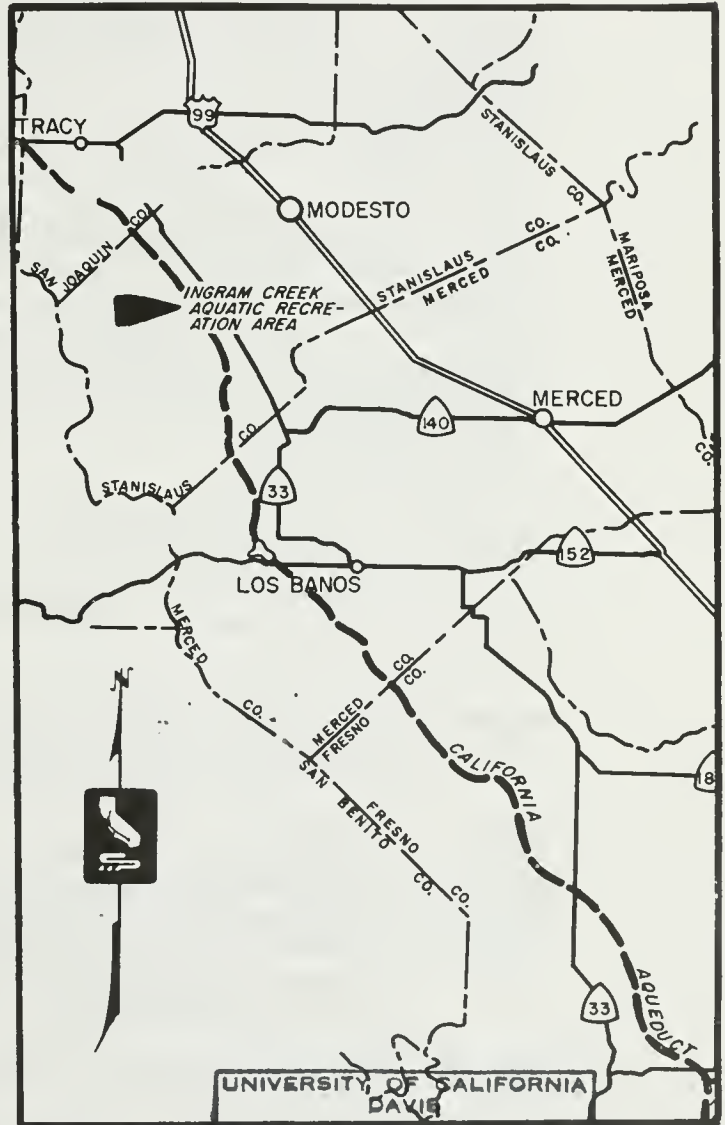 99
TRACY
STANISLAUS CO.
MODESTO
SAN JOAQUIN CO.
CO.
CO.
STANISLAUS
MERCED
MARIPOSA
MERCED
CO.
INGRAM CREEK
AQUATIC RECRE-
ATION AREA
MERCED
140
STANISLAUS CO.
33
152
LOS BANOS
MERCED CO.
CO.
CO.
MERCED
FRESNO
CALIFORNIA
SAN BENITO CO.
FRESNO CO.
18
N
AQUEDUCT
33
UNIVERSITY OF CALIFORNIA
DAVIS